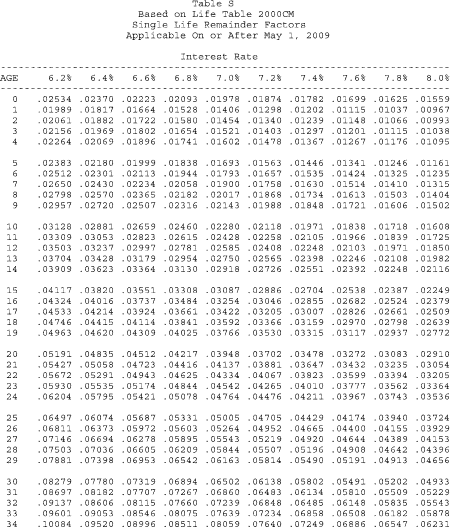 Table S
Based on Life Table 2000CM
Single Life Remainder Factors
Applicable On or After May 1, 2009
Interest Rate
AGE 6.2% 6.4% 6.6% 6.8% 7.0% 7.2% 7.4% 7.6% 7.8% 8.0%
0 .02534 .02370 .02223 .02093 .01978 .01874 .01782 .01699 .01625 .01559
1 .01989 .01817 .01664 .01528 .01406 .01298 .01202 .01115 .01037 .00967
2 .02061 .01882 .01722 .01580 .01454 .01340 .01239 .01148 .01066 .00993
3 .02156 .01969 .01802 .01654 .01521 .01403 .01297 .01201 .01115 .01038
4 .02264 .02069 .01896 .01741 .01602 .01478 .01367 .01267 .01176 .01095
5 .02383 .02180 .01999 .01838 .01693 .01563 .01446 .01341 .01246 .01161
6 .02512 .02301 .02113 .01944 .01793 .01657 .01535 .01424 .01325 .01235
7 .02650 .02430 .02234 .02058 .01900 .01758 .01630 .01514 .01410 .01315
8 .02798 .02570 .02365 .02182 .02017 .01868 .01734 .01613 .01503 .01404
9 .02957 .02720 .02507 .02316 .02143 .01988 .01848 .01721 .01606 .01502
10 .03128 .02881 .02659 .02460 .02280 .02118 .01971 .01838 .01718 .01608
11 .03309 .03053 .02823 .02615 .02428 .02258 .02105 .01966 .01839 .01725
12 .03503 .03237 .02997 .02781 .02585 .02408 .02248 .02103 .01971 .01850
13 .03704 .03428 .03179 .02954 .02750 .02565 .02398 .02246 .02108 .01982
14 .03909 .03623 .03364 .03130 .02918 .02726 .02551 .02392 .02248 .02116
15 .04117 .03820 .03551 .03308 .03087 .02886 .02704 .02538 .02387 .02249
16 .04324 .04016 .03737 .03484 .03254 .03046 .02855 .02682 .02524 .02379
17 .04533 .04214 .03924 .03661 .03422 .03205 .03007 .02826 .02661 .02509
18 .04746 .04415 .04114 .03841 .03592 .03366 .03159 .02970 .02798 .02639
19 .04963 .04620 .04309 .04025 .03766 .03530 .03315 .03117 .02937 .02772
20 .05191 .04835 .04512 .04217 .03948 .03702 .03478 .03272 .03083 .02910
21 .05427 .05058 .04723 .04416 .04137 .03881 .03647 .03432 .03235 .03054
22 .05672 .05291 .04943 .04625 .04334 .04067 .03823 .03599 .03394 .03205
23 .05930 .05535 .05174 .04844 .04542 .04265 .04010 .03777 .03562 .03364
24 .06204 .05795 .05421 .05078 .04764 .04476 .04211 .03967 .03743 .03536
25 .06497 .06074 .05687 .05331 .05005 .04705 .04429 .04174 .03940 .03724
26 .06811 .06373 .05972 .05603 .05264 .04952 .04665 .04400 .04155 .03929
27 .07146 .06694 .06278 .05895 .05543 .05219 .04920 .04644 .04389 .04153
28 .07503 .07036 .06605 .06209 .05844 .05507 .05196 .04908 .04642 .04396
29 .07881 .07398 .06953 .06542 .06163 .05814 .05490 .05191 .04913 .04656
30 .08279 .07780 .07319 .06894 .06502 .06138 .05802 .05491 .05202 .04933
31 .08697 .08182 .07707 .07267 .06860 .06483 .06134 .05810 .05509 .05229
32 .09137 .08606 .08115 .07660 .07239 .06848 .06485 .06148 .05835 .05543
33 .09601 .09053 .08546 .08075 .07639 .07234 .06858 .06508 .06182 .05878
34 .10084 .09520 .08996 .08511 .08059 .07640 .07249 .06886 .06547 .06231